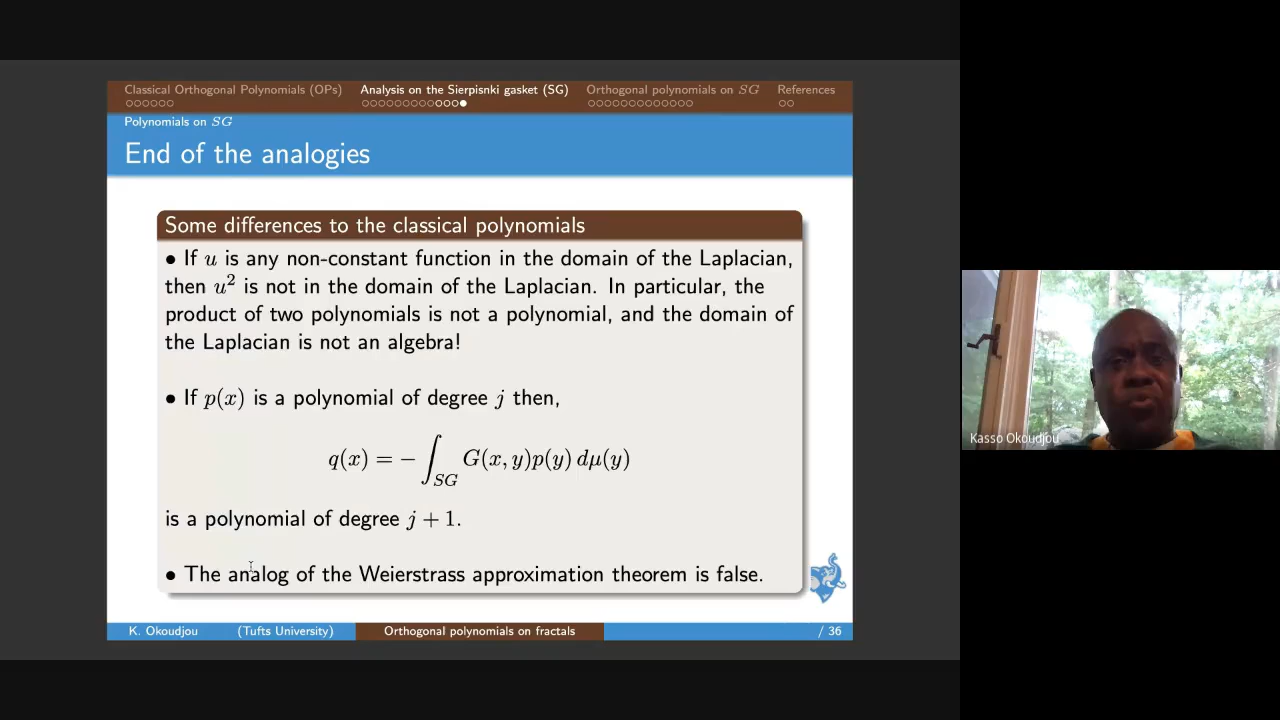 Classical Orthogonal Polynomials (OPs) Analysis on the Sierpisnki gasket (SG) Orthogonal polynomials on SG References
Polynomials on SG
End of the analogies
Some differences to the classical polynomials
• If u is any non-constant function in the domain of the Laplacian,
then u² is not in the domain of the Laplacian. In particular, the
product of two polynomials is not a polynomial, and the domain of
the Laplacian is not an algebra!
• If p(x) is a polynomial of degree j then,
q(x) = − ∫_SG G(x, y)p(y) dμ(y)
is a polynomial of degree j + 1.
• The analog of the Weierstrass approximation theorem is false.
K. Okoudjou (Tufts University) Orthogonal polynomials on fractals / 36
Kasso Okoudjou